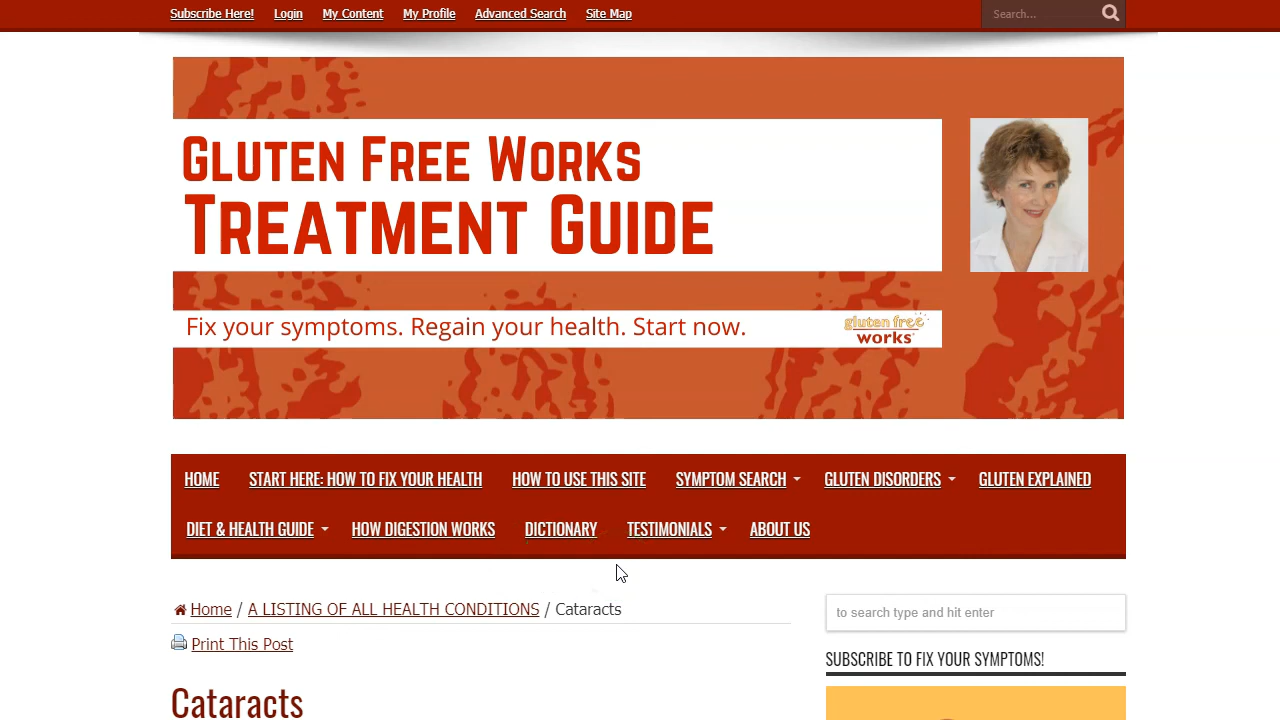 Subscribe Here! Login My Content My Profile Advanced Search Site Map Search...
Gluten Free Works
Treatment Guide
Fix your symptoms. Regain your health. Start now.
gluten free
works
HOME START HERE: HOW TO FIX YOUR HEALTH HOW TO USE THIS SITE SYMPTOM SEARCH GLUTEN DISORDERS GLUTEN EXPLAINED
DIET & HEALTH GUIDE HOW DIGESTION WORKS DICTIONARY TESTIMONIALS ABOUT US
Home / A LISTING OF ALL HEALTH CONDITIONS / Cataracts
to search type and hit enter
Print This Post
SUBSCRIBE TO FIX YOUR SYMPTOMS!
Cataracts